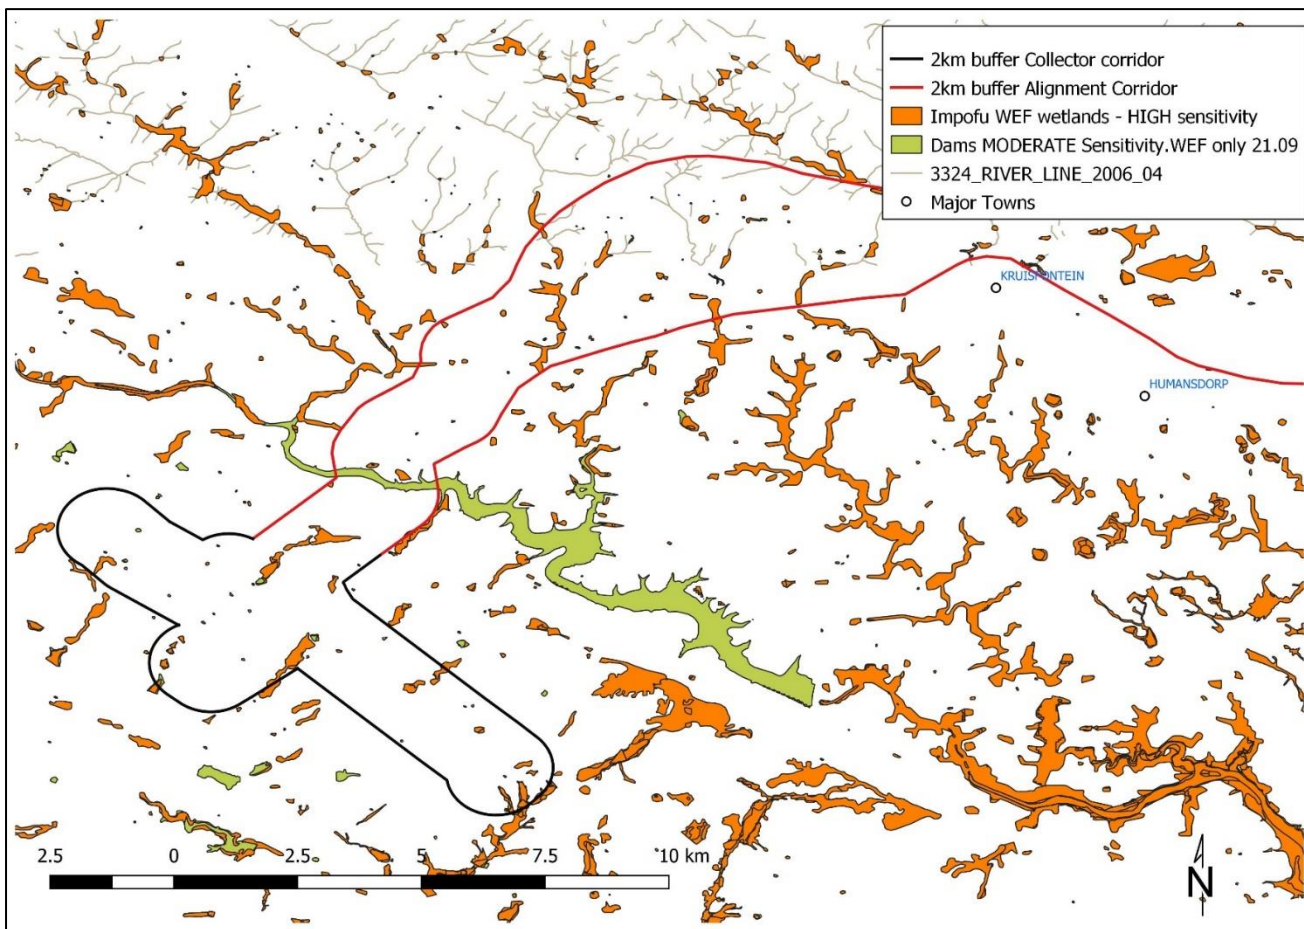 2km buffer Collector corridor
2km buffer Alignment Corridor
Impofu WEF wetlands - HIGH sensitivity
Dams MODERATE Sensitivity.WEF only 21.09
3324_RIVER_LINE_2006_04
Major Towns
KRUISFONTEIN
HUMANSDORP
2.5 0 2.5 5 7.5 10 km
N